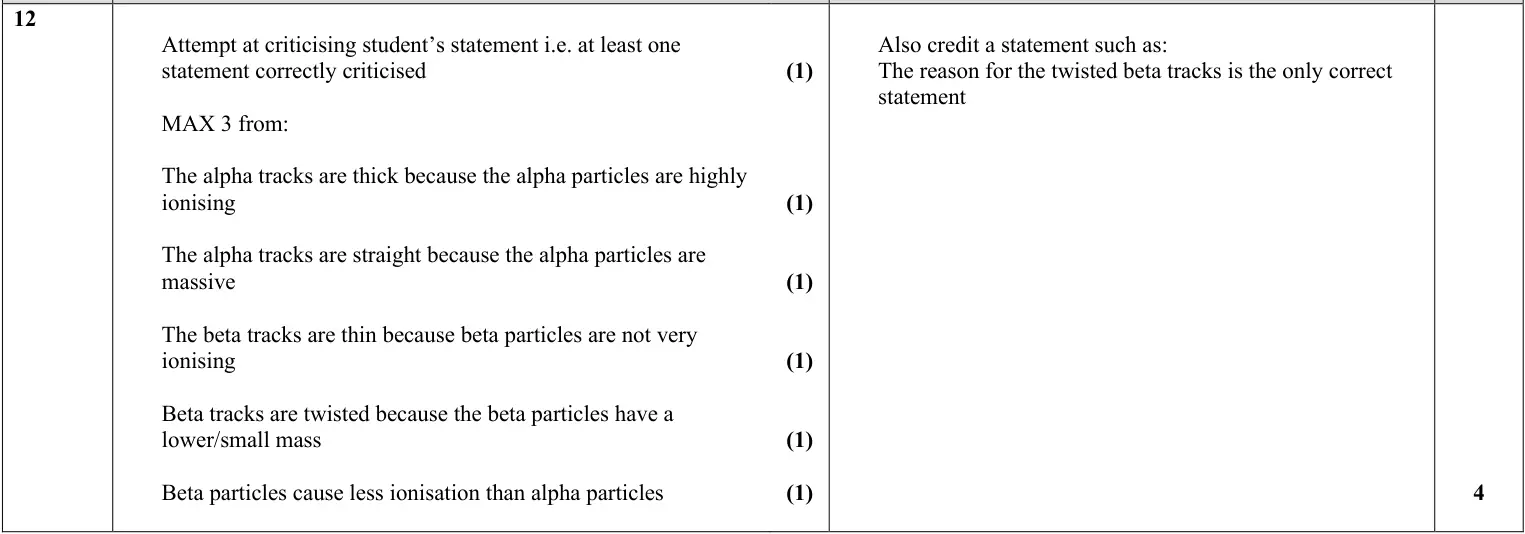 12
Attempt at criticising student’s statement i.e. at least one
statement correctly criticised (1)
MAX 3 from:
The alpha tracks are thick because the alpha particles are highly
ionising (1)
The alpha tracks are straight because the alpha particles are
massive (1)
The beta tracks are thin because beta particles are not very
ionising (1)
Beta tracks are twisted because the beta particles have a
lower/small mass (1)
Beta particles cause less ionisation than alpha particles (1)
Also credit a statement such as:
The reason for the twisted beta tracks is the only correct
statement
4